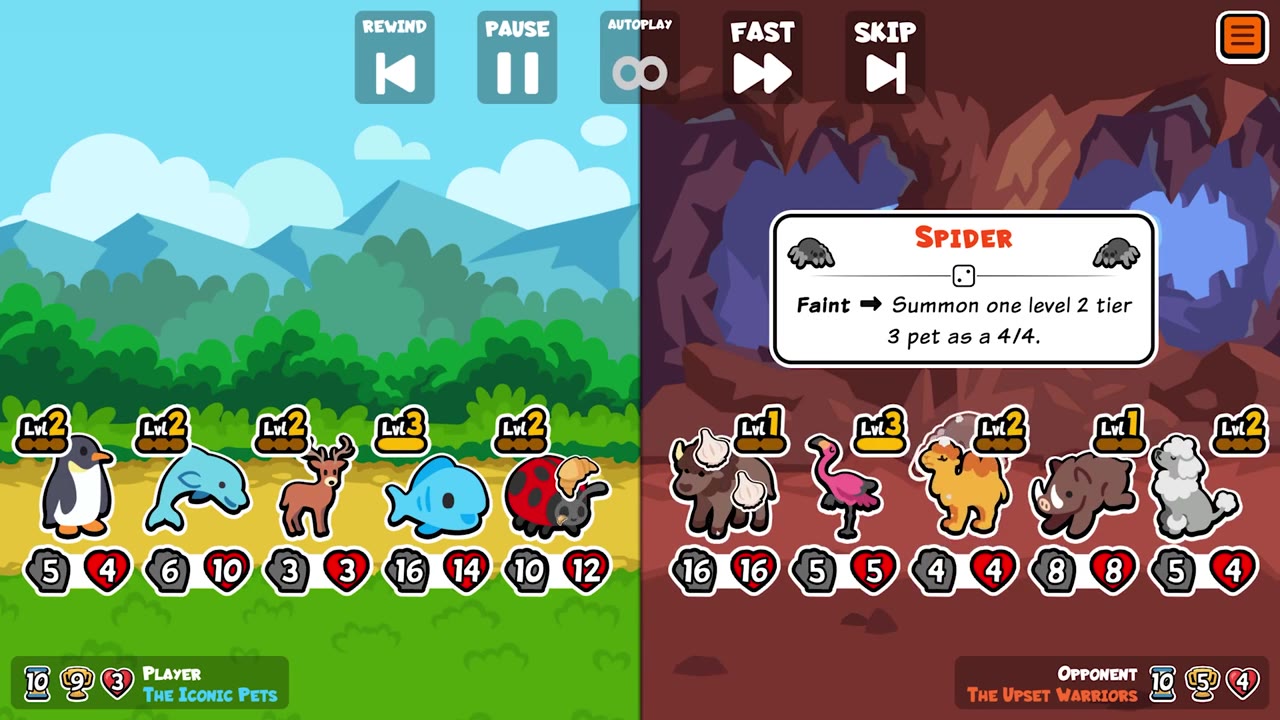 REWIND
PAUSE
AUTOPLAY
FAST
SKIP
SPIDER
Faint → Summon one level 2 tier
3 pet as a 4/4.
Lvl2 Lvl2 Lvl2 Lvl3 Lvl2 Lvl1 Lvl3 Lvl2 Lvl1 Lvl2
5 4 6 10 3 3 16 14 10 12 16 16 5 5 4 4 8 8 5 4
10 9 3 PLAYER
THE ICONIC PETS
OPPONENT 10 5 4
THE UPSET WARRIORS